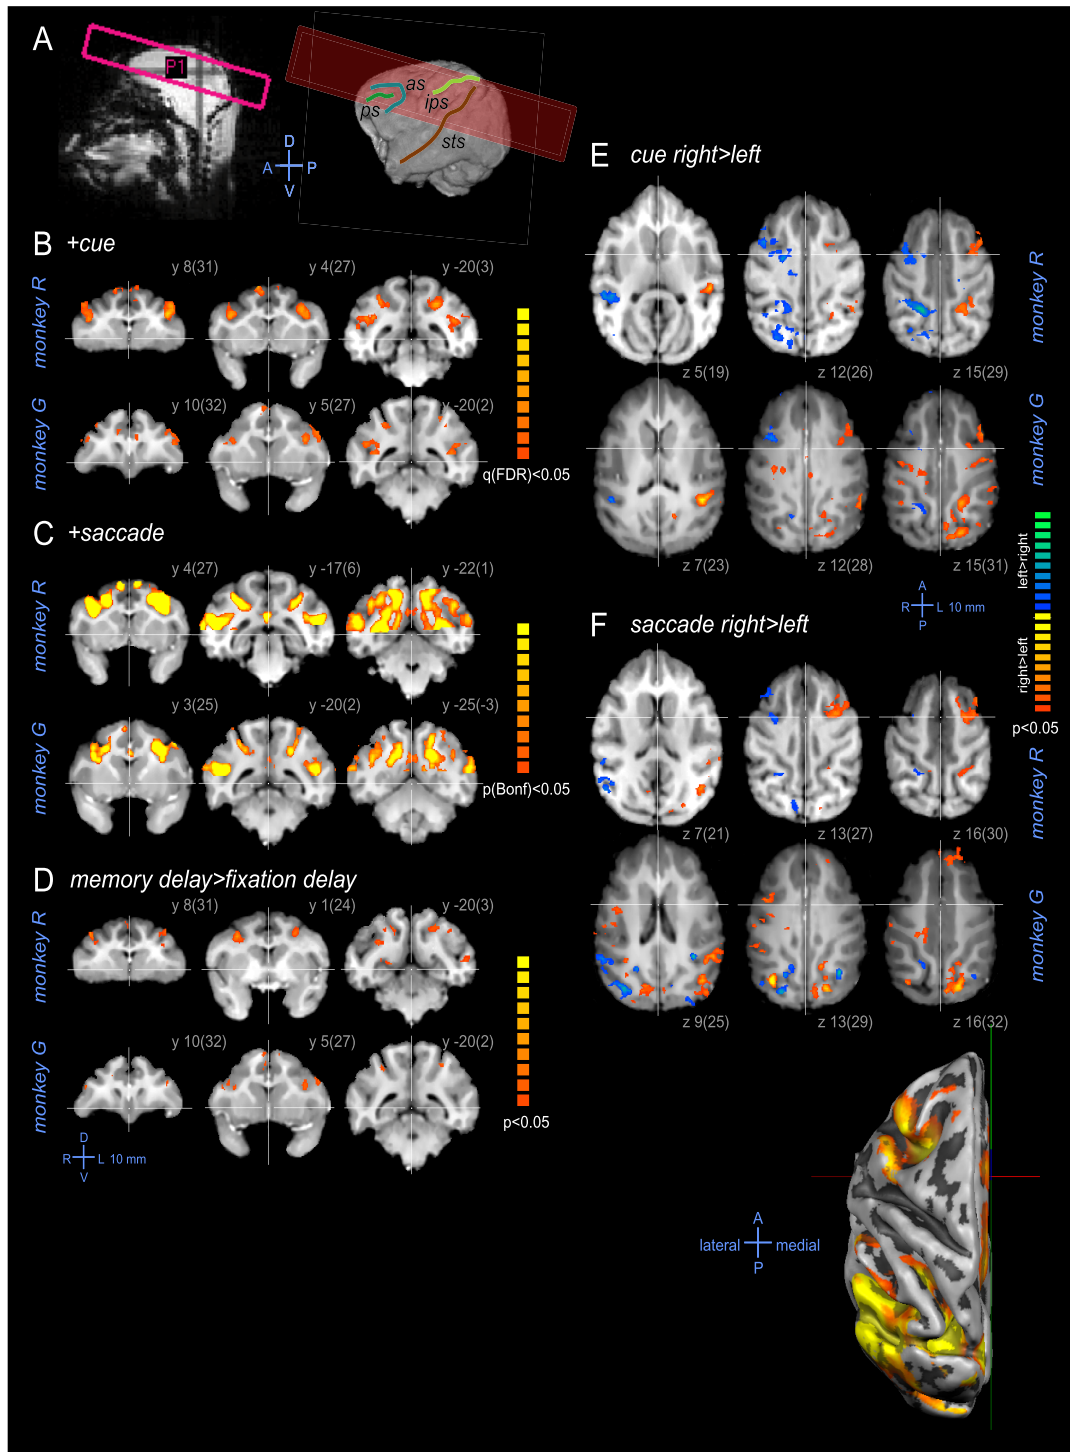 A
P1
as
ps
ips
sts
D
A P
V
B +cue
monkey R
y 8(31) y 4(27) y -20(3)
monkey G
y 10(32) y 5(27) y -20(2)
q(FDR)<0.05
C +saccade
monkey R
y 4(27) y -17(6) y -22(1)
monkey G
y 3(25) y -20(2) y -25(-3)
p(Bonf)<0.05
D memory delay>fixation delay
monkey R
y 8(31) y 1(24) y -20(3)
monkey G
y 10(32) y 5(27) y -20(2)
p<0.05
D
R L 10 mm
V
E cue right>left
monkey R
z 5(19) z 12(26) z 15(29)
monkey G
z 7(23) z 12(28) z 15(31)
A
R L 10 mm
P
left>right
right>left
p<0.05
F saccade right>left
monkey R
z 7(21) z 13(27) z 16(30)
monkey G
z 9(25) z 13(29) z 16(32)
A
lateral medial
P